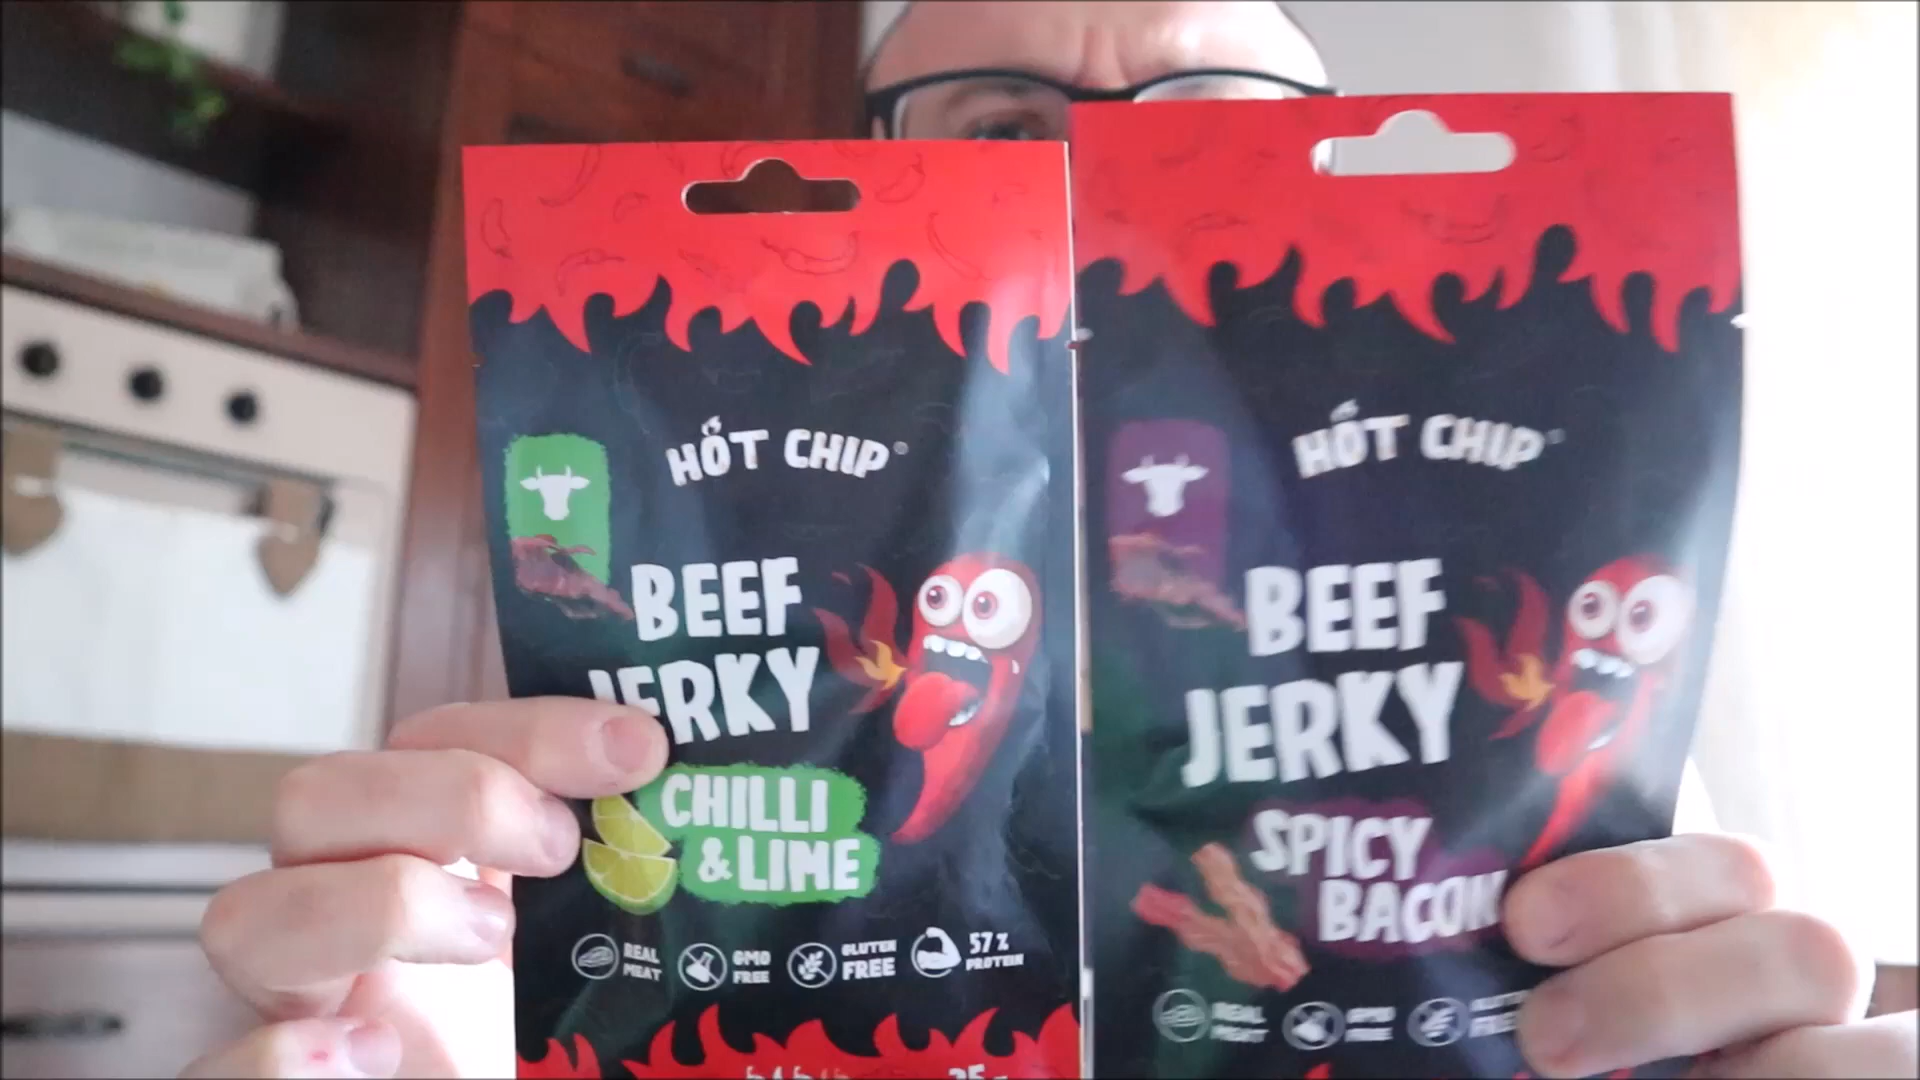 HOT CHIP
BEEF
JERKY
CHILLI
& LIME
REAL
MEAT
GMO
FREE
GLUTEN
FREE
57%
PROTEIN
HOT CHIP
BEEF
JERKY
SPICY
BACON
REAL
MEAT
GMO
FREE